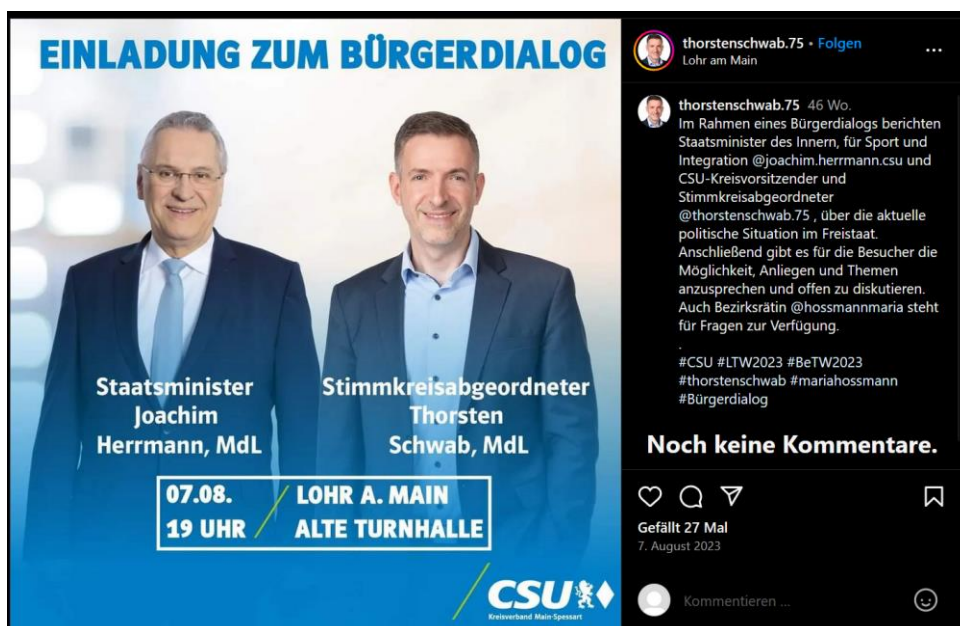 EINLADUNG ZUM BÜRGERDIALOG
Staatsminister
Joachim
Herrmann, MdL
Stimmkreisabgeordneter
Thorsten
Schwab, MdL
07.08. / LOHR A. MAIN
19 UHR / ALTE TURNHALLE
CSU
Kreisverband Main-Spessart
thorstenschwab.75 • Folgen
Lohr am Main
thorstenschwab.75 46 Wo.
Im Rahmen eines Bürgerdialogs berichten
Staatsminister des Innern, für Sport und
Integration @joachim.herrmann.csu und
CSU-Kreisvorsitzender und
Stimmkreisabgeordneter
@thorstenschwab.75 , über die aktuelle
politische Situation im Freistaat.
Anschließend gibt es für die Besucher die
Möglichkeit, Anliegen und Themen
anzusprechen und offen zu diskutieren.
Auch Bezirksrätin @hossmannmaria steht
für Fragen zur Verfügung.
.
#CSU #LTW2023 #BeTW2023
#thorstenschwab #mariahossmann
#Bürgerdialog
Noch keine Kommentare.
Gefällt 27 Mal
7. August 2023
Kommentieren ...